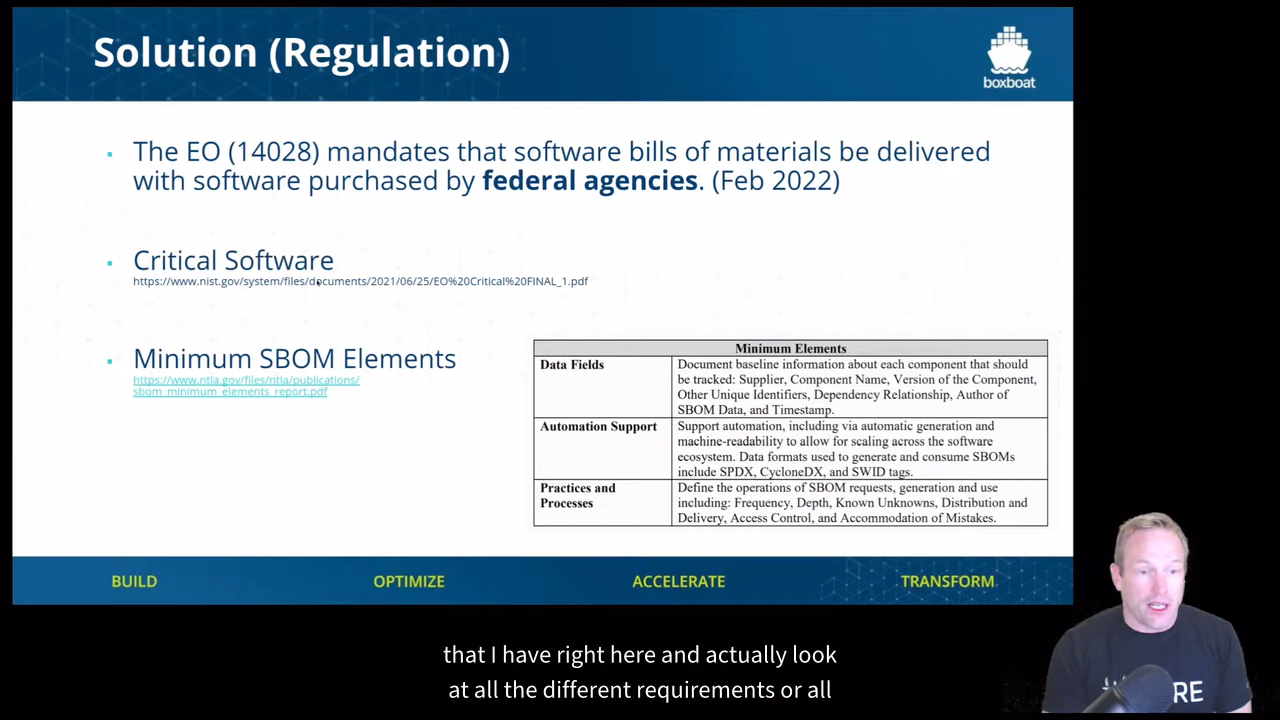 Solution (Regulation)
boxboat
The EO (14028) mandates that software bills of materials be delivered
with software purchased by federal agencies. (Feb 2022)
Critical Software
https://www.nist.gov/system/files/documents/2021/06/25/EO%20Critical%20FINAL_1.pdf
Minimum SBOM Elements
https://www.ntia.gov/files/ntia/publications/
sbom_minimum_elements_report.pdf
Minimum Elements
Data Fields
Document baseline information about each component that should
be tracked: Supplier, Component Name, Version of the Component,
Other Unique Identifiers, Dependency Relationship, Author of
SBOM Data, and Timestamp.
Automation Support
Support automation, including via automatic generation and
machine-readability to allow for scaling across the software
ecosystem. Data formats used to generate and consume SBOMs
include SPDX, CycloneDX, and SWID tags.
Practices and
Processes
Define the operations of SBOM requests, generation and use
including: Frequency, Depth, Known Unknowns, Distribution and
Delivery, Access Control, and Accommodation of Mistakes.
BUILD
OPTIMIZE
ACCELERATE
TRANSFORM
that I have right here and actually look
at all the different requirements or all